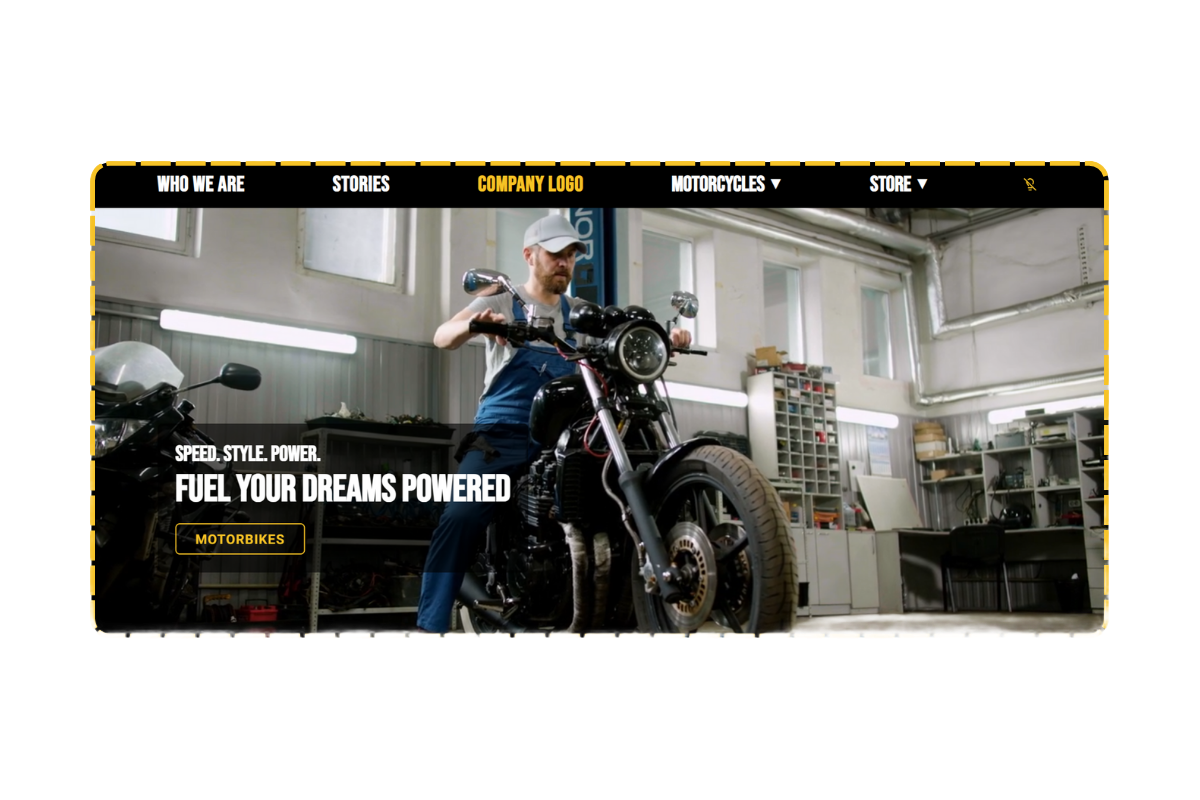 WHO WE ARE STORIES COMPANY LOGO MOTORCYCLES ▼ STORE ▼
SPEED. STYLE. POWER.
FUEL YOUR DREAMS POWERED
MOTORBIKES